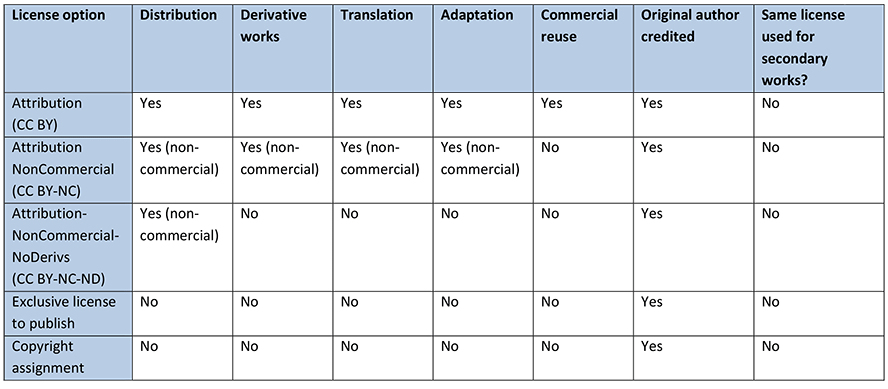 License option Distribution Derivative works Translation Adaptation Commercial reuse Original author credited Same license used for secondary works?
Attribution (CC BY) Yes Yes Yes Yes Yes Yes No
Attribution NonCommercial (CC BY-NC) Yes (non-commercial) Yes (non-commercial) Yes (non-commercial) Yes (non-commercial) No Yes No
Attribution-NonCommercial-NoDerivs (CC BY-NC-ND) Yes (non-commercial) No No No No Yes No
Exclusive license to publish No No No No No Yes No
Copyright assignment No No No No No Yes No